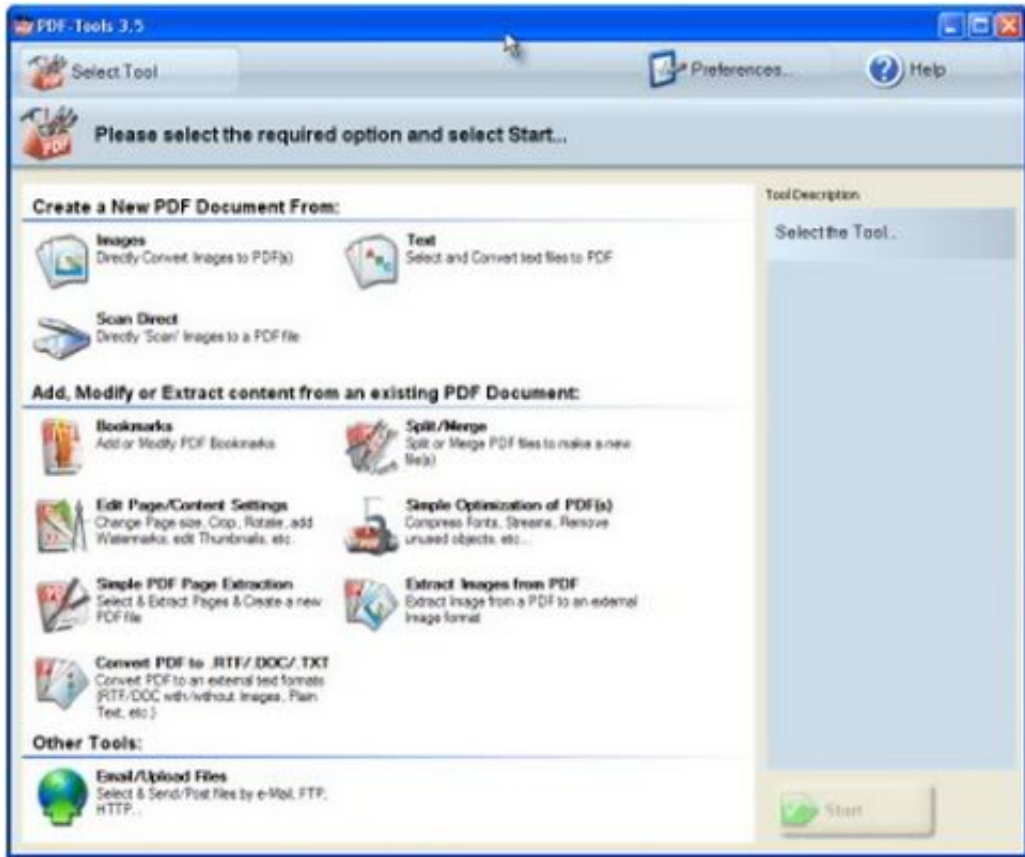 PDF-Tools 3.5
Select Tool
Preferences...
Help
Please select the required option and select Start...
Create a New PDF Document From:
Images
Directly Convert Images to PDF(s)
Text
Select and Convert text files to PDF
Scan Direct
Directly 'Scan' Images to a PDF file
Add, Modify or Extract content from an existing PDF Document:
Bookmarks
Add or Modify PDF Bookmarks
Split/Merge
Split or Merge PDF files to make a new
file(s)
Edit Page/Content Settings
Change Page size, Crop, Rotate, add
Watermarks, edit Thumbnails, etc
Simple Optimization of PDF(s)
Compress Fonts, Streams, Remove
unused objects, etc...
Simple PDF Page Extraction
Select & Extract Pages & Create a new
PDF file
Extract Images from PDF
Extract Image from a PDF to an external
Image format
Convert PDF to .RTF/.DOC/.TXT
Convert PDF to an external text formats
(RTF/DOC with/without Images, Plain
Text, etc.)
Other Tools:
Email/Upload Files
Select & Send/Post files by e-Mail, FTP,
HTTP...
Tool Description
Select the Tool...
Start